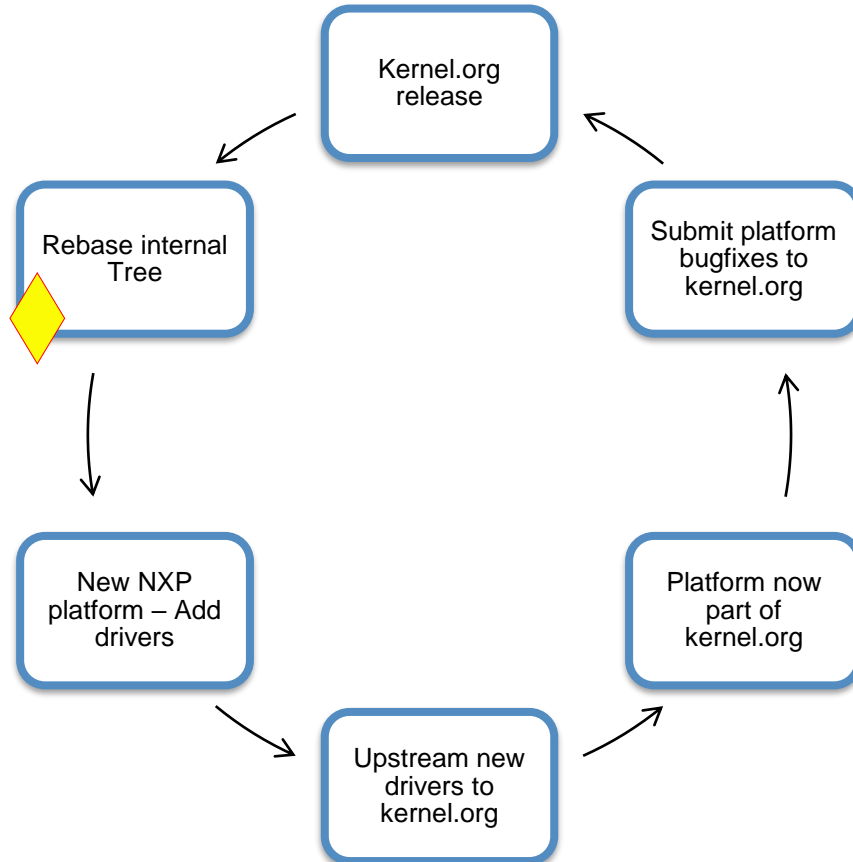 Kernel.org
release
Rebase internal
Tree
New NXP
platform – Add
drivers
Upstream new
drivers to
kernel.org
Platform now
part of
kernel.org
Submit platform
bugfixes to
kernel.org